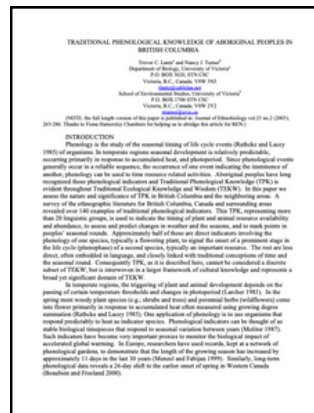 TRADITIONAL PHENOLOGICAL KNOWLEDGE OF ABORIGINAL PEOPLES IN
BRITISH COLUMBIA
Trevor C. Lantz and Nancy J. Turner
Department of Biology, University of Victoria
P.O. BOX 3020, STN CSC
Victoria, B.C., Canada. V8W 3N5
School of Environmental Studies, University of Victoria
P.O. BOX 1700 STN CSC
Victoria, B.C., Canada V8W 2Y2
(NOTE: the full length version of this paper is published in: Journal of Ethnobiology vol.23 no.2 (2003),
263-286. Thanks to Fiona Hamersley Chambers for helping us to abridge this article for BEN.)
INTRODUCTION
Phenology is the study of the seasonal timing of life cycle events (Rathcke and Lacey
1985) of organisms. In temperate regions seasonal development is relatively predictable,
occurring primarily in response to accumulated heat, and photoperiod. Since phenological events
generally occur in a reliable sequence, the occurrence of one event indicating the imminence of
another, phenology can be used to time resource related activities. Aboriginal peoples have long
recognized these phenological indicators and Traditional Phenological Knowledge (TPK) is
evident throughout Traditional Ecological Knowledge and Wisdom (TEKW). In this paper we
assess the nature and significance of TPK in British Columbia and the neighboring areas. A
survey of the ethnographic literature for British Columbia, Canada and surrounding areas
revealed over 140 examples of traditional phenological indicators. This TPK, representing more
than 20 linguistic groups, is used to indicate the timing of plant and animal resource availability
and abundance, to assess and predict changes in weather and the seasons, and to mark points in
peoples' seasonal rounds. Approximately half of these are direct indicators involving the
phenology of one species, typically a flowering plant, to signal the onset of a prominent stage in
the life cycle (phenophase) of a second species, typically an important resource. The rest are less
direct, often embedded in language, and closely linked with traditional conceptions of time and
the seasonal round. Consequently TPK, as it is described here, cannot be considered a discrete
subset of TEKW, but is interwoven in a larger framework of cultural knowledge and represents a
broad yet significant domain of TEKW.
In temperate regions, the triggering of plant and animal development depends on the
passing of certain temperature thresholds and changes in photoperiod (Larcher 1983). In the
spring most woody plant species (e.g., shrubs and trees) and perennial herbs (wildflowers) come
into flower primarily in response to accumulated heat often measured using growing degree
summation (Rathcke and Lacey 1985). One application of phenology is to use organisms that
respond predictably to heat as indicator species. Phenological indicators can be thought of as
stable biological timepieces that respond to seasonal variation between years (Molitor 1987).
Such indicators have become very important proxies to monitor the biological impact of
accelerated global warming. In Europe, researchers have used records, kept at a network of
phenological gardens, to demonstrate that the length of the growing season has increased by
approximately 11 days in the last 30 years (Menzel and Fabian 1999). Similarly, long-term
phenological data reveals a 26-day shift to the earlier onset of spring in Western Canada
(Beaubien and Freeland 2000).